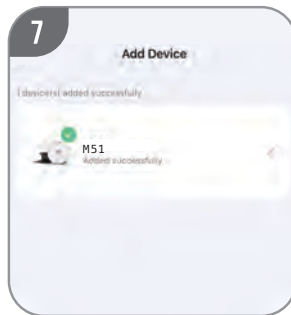 7
Add Device
1 device(s) added successfully
M51
Added successfully